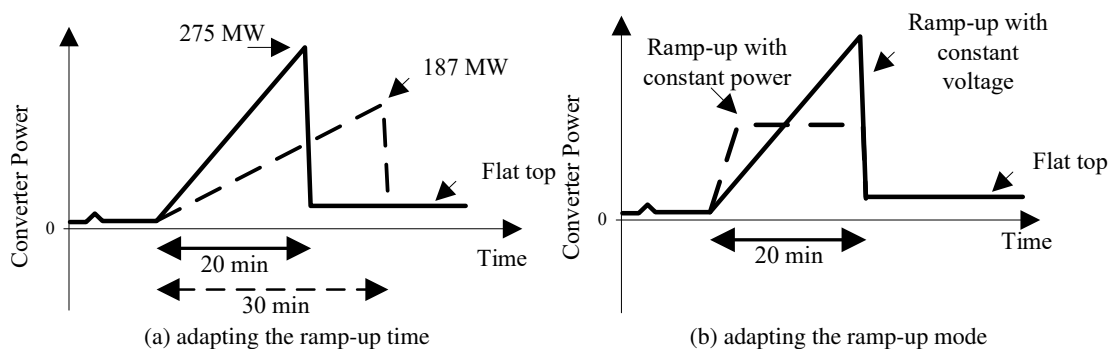 Converter Power
275 MW
187 MW
Flat top
0
Time
20 min
30 min
(a) adapting the ramp-up time
Converter Power
Ramp-up with
constant power
Ramp-up with
constant
voltage
Flat top
0
Time
20 min
(b) adapting the ramp-up mode